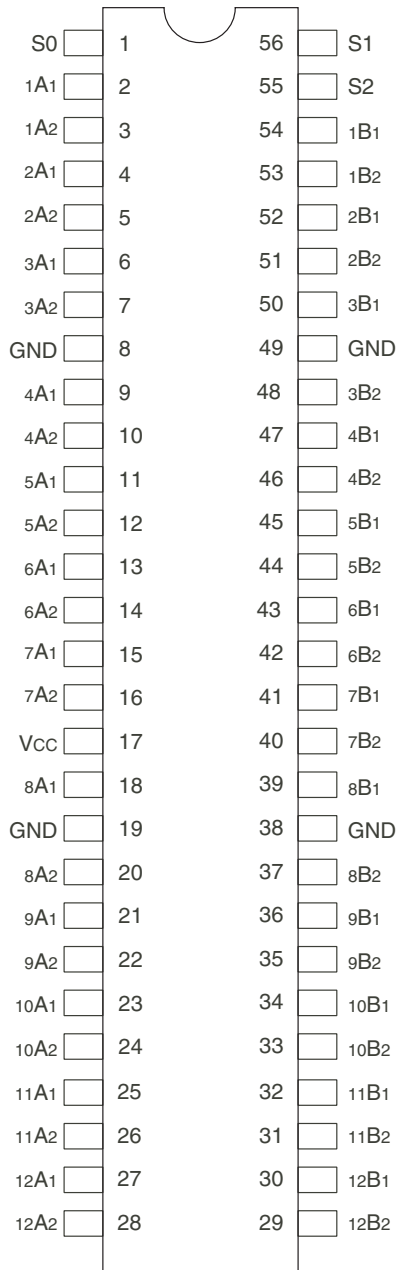 S0 1 56 S1
1A1 2 55 S2
1A2 3 54 1B1
2A1 4 53 1B2
2A2 5 52 2B1
3A1 6 51 2B2
3A2 7 50 3B1
GND 8 49 GND
4A1 9 48 3B2
4A2 10 47 4B1
5A1 11 46 4B2
5A2 12 45 5B1
6A1 13 44 5B2
6A2 14 43 6B1
7A1 15 42 6B2
7A2 16 41 7B1
VCC 17 40 7B2
8A1 18 39 8B1
GND 19 38 GND
8A2 20 37 8B2
9A1 21 36 9B1
9A2 22 35 9B2
10A1 23 34 10B1
10A2 24 33 10B2
11A1 25 32 11B1
11A2 26 31 11B2
12A1 27 30 12B1
12A2 28 29 12B2